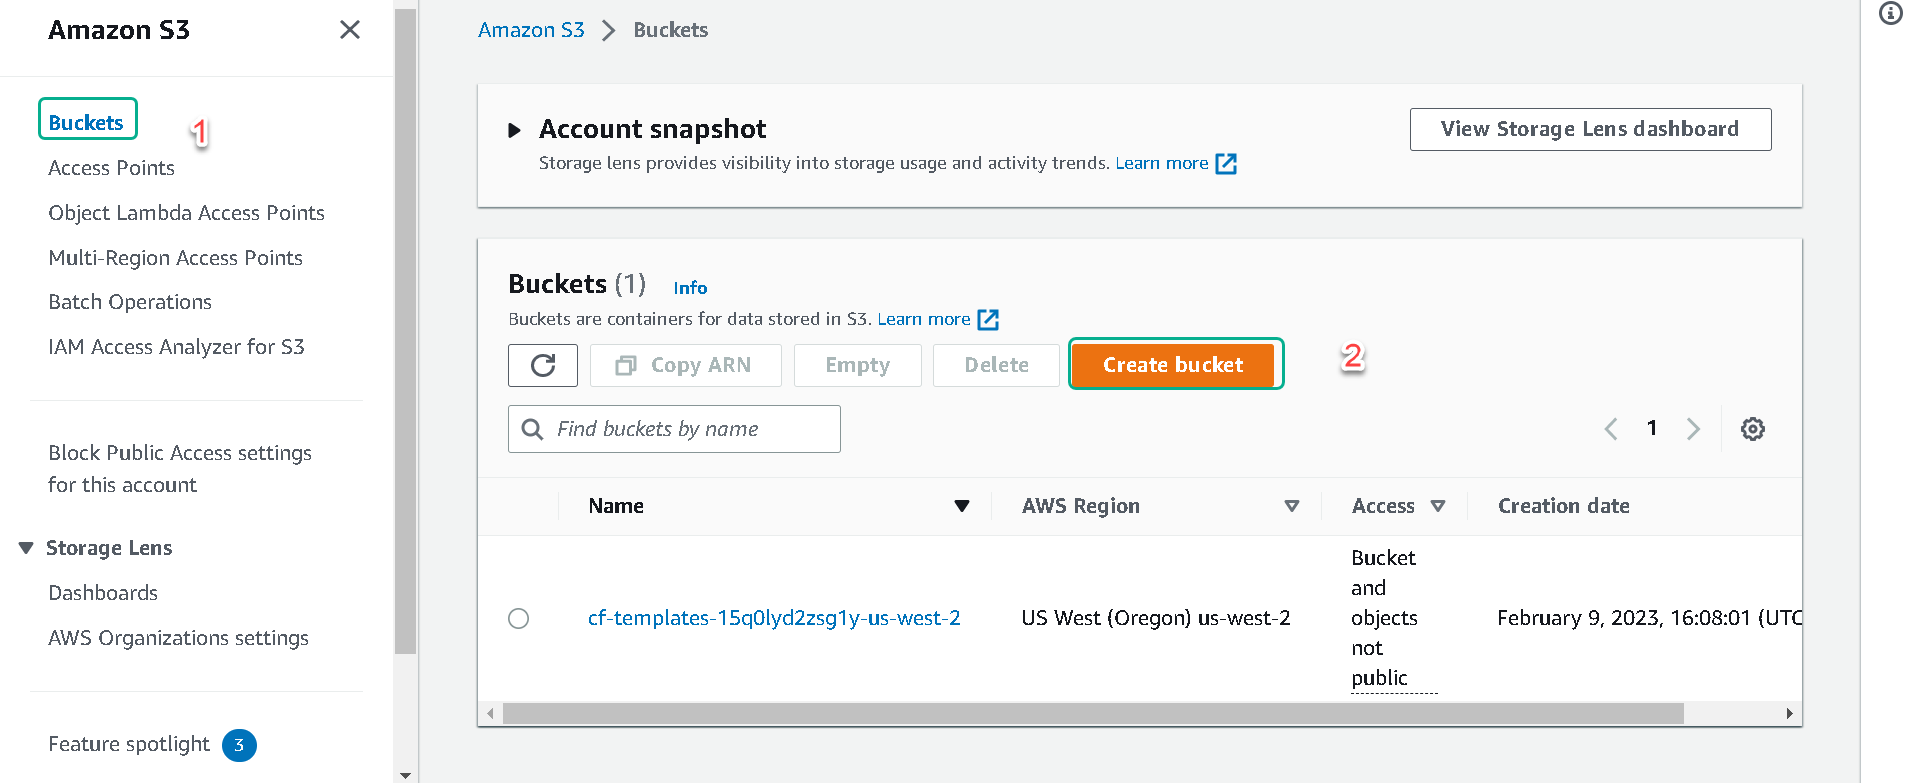 Amazon S3
Buckets
1
Access Points
Object Lambda Access Points
Multi-Region Access Points
Batch Operations
IAM Access Analyzer for S3
Block Public Access settings
for this account
Storage Lens
Dashboards
AWS Organizations settings
Feature spotlight 3
Amazon S3 Buckets
Account snapshot
View Storage Lens dashboard
Storage lens provides visibility into storage usage and activity trends. Learn more
Buckets (1) Info
Buckets are containers for data stored in S3. Learn more
Copy ARN Empty Delete Create bucket
2
Find buckets by name
1
Name AWS Region Access Creation date
cf-templates-15q0lyd2zsg1y-us-west-2 US West (Oregon) us-west-2
Bucket
and
objects
not
public
February 9, 2023, 16:08:01 (UTC